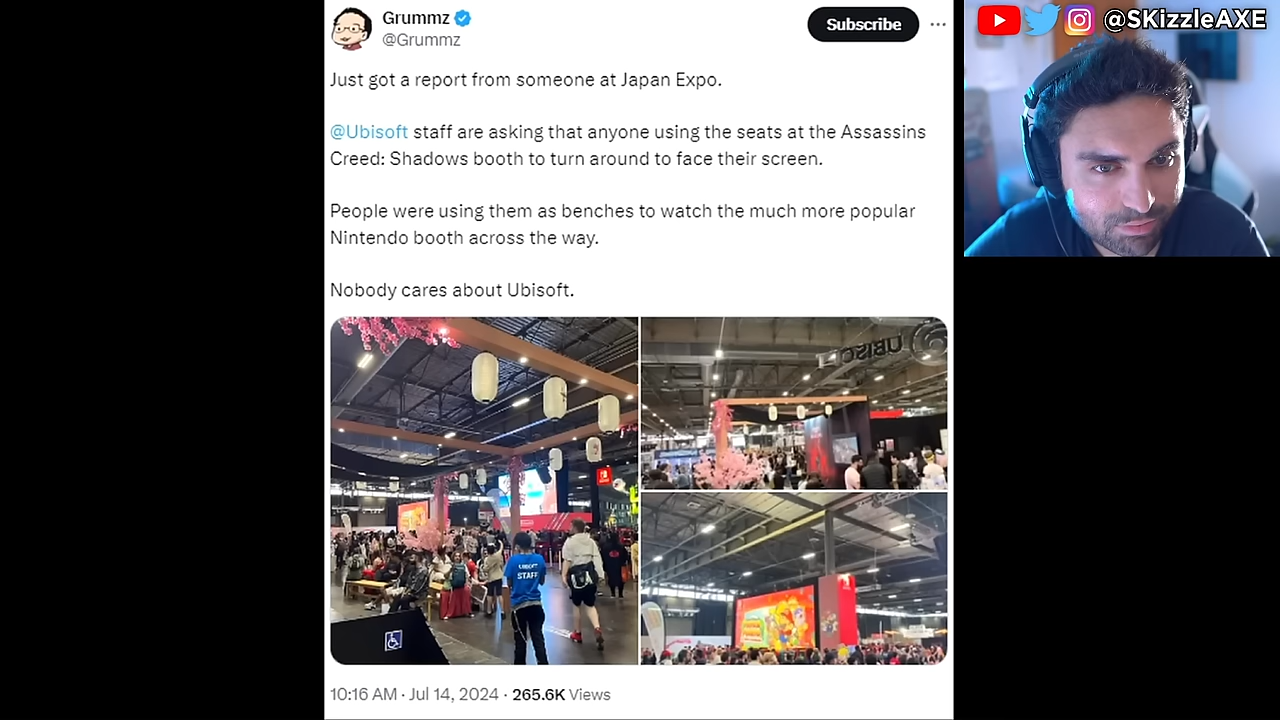 Grummz
@Grummz
Subscribe
@SKizzleAXE
Just got a report from someone at Japan Expo.
@Ubisoft staff are asking that anyone using the seats at the Assassins
Creed: Shadows booth to turn around to face their screen.
People were using them as benches to watch the much more popular
Nintendo booth across the way.
Nobody cares about Ubisoft.
UBISOFT
UBISOFT
STAFF
10:16 AM · Jul 14, 2024 · 265.6K Views